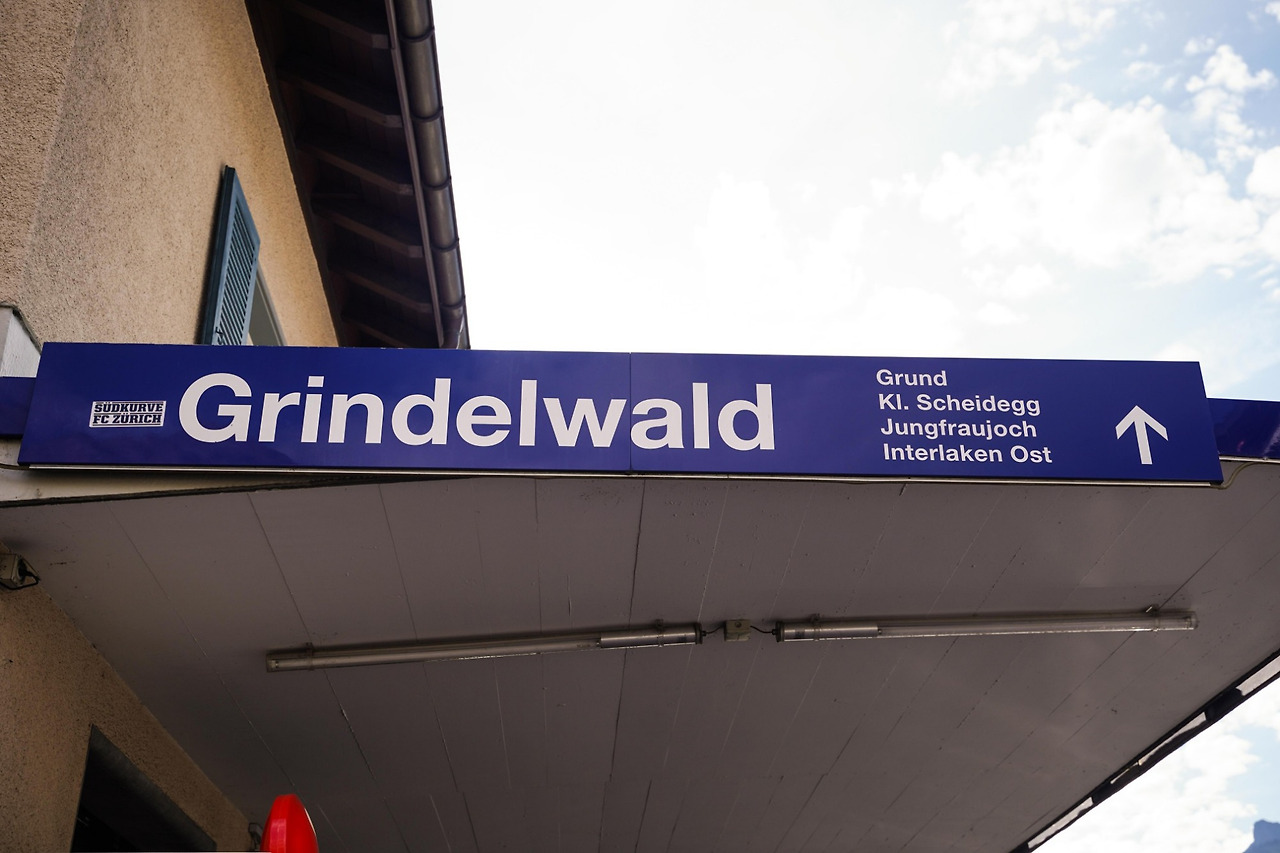 SÜDKURVE
FC ZÜRICH
Grindelwald
Grund
Kl. Scheidegg
Jungfraujoch
Interlaken Ost